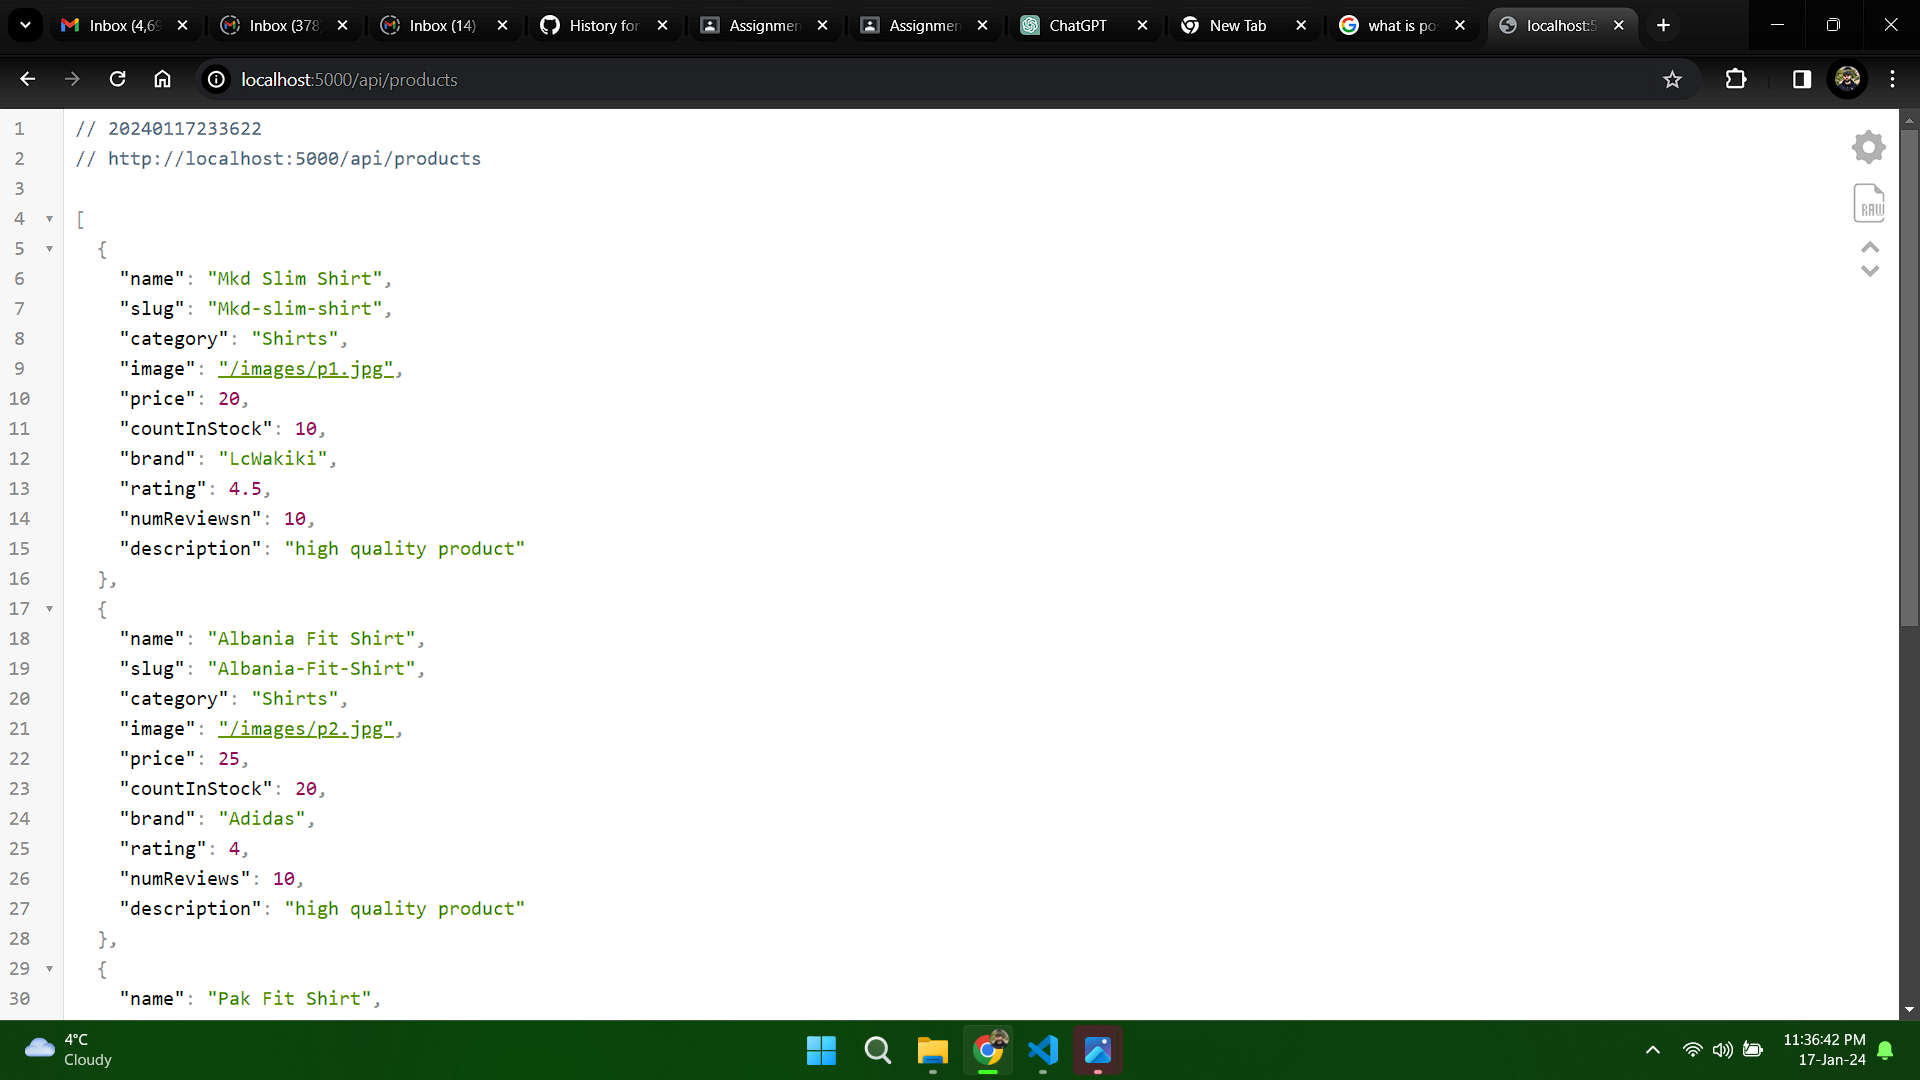 Inbox (4,69
Inbox (378
Inbox (14)
History for
Assignmen
Assignmen
ChatGPT
New Tab
what is po
localhost:5
localhost:5000/api/products
1 // 20240117233622
2 // http://localhost:5000/api/products
3
4 [
5 {
6 "name": "Mkd Slim Shirt",
7 "slug": "Mkd-slim-shirt",
8 "category": "Shirts",
9 "image": "/images/p1.jpg",
10 "price": 20,
11 "countInStock": 10,
12 "brand": "LcWakiki",
13 "rating": 4.5,
14 "numReviewsn": 10,
15 "description": "high quality product"
16 },
17 {
18 "name": "Albania Fit Shirt",
19 "slug": "Albania-Fit-Shirt",
20 "category": "Shirts",
21 "image": "/images/p2.jpg",
22 "price": 25,
23 "countInStock": 20,
24 "brand": "Adidas",
25 "rating": 4,
26 "numReviews": 10,
27 "description": "high quality product"
28 },
29 {
30 "name": "Pak Fit Shirt",
RAW
4°C
Cloudy
11:36:42 PM
17-Jan-24